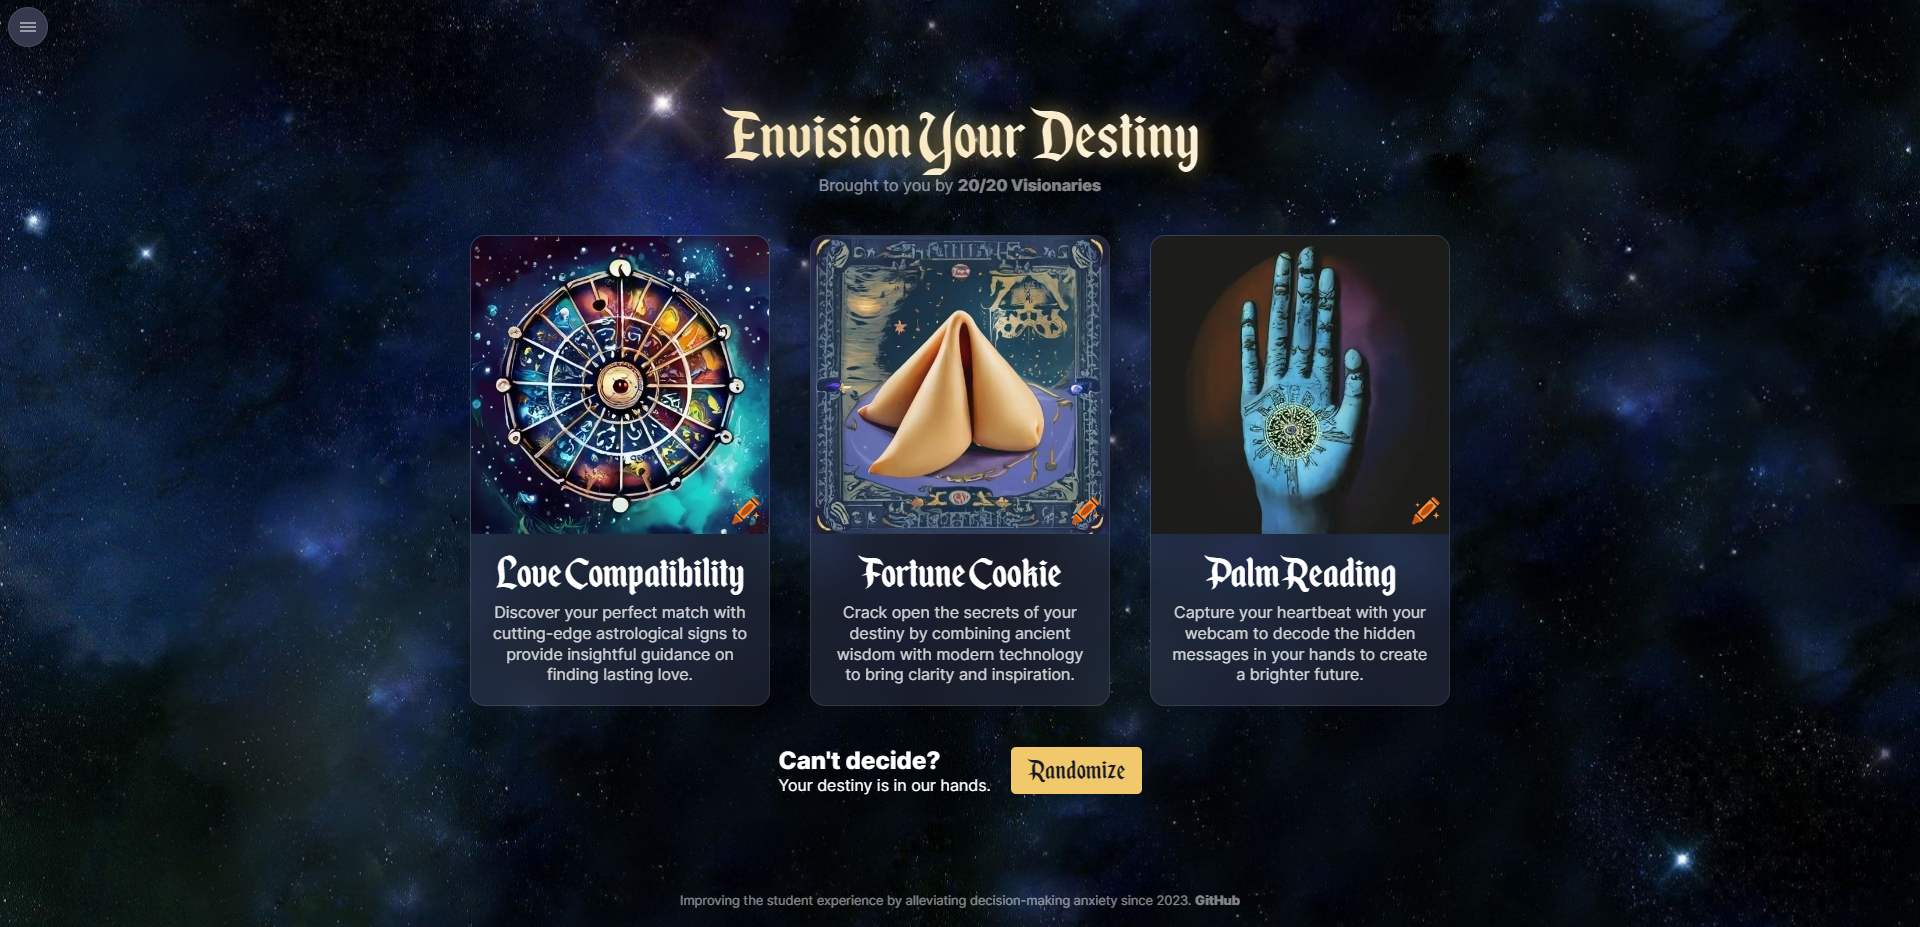 Envision Your Destiny
Brought to you by 20/20 Visionaries
Love Compatibility
Discover your perfect match with
cutting-edge astrological signs to
provide insightful guidance on
finding lasting love.
Fortune Cookie
Crack open the secrets of your
destiny by combining ancient
wisdom with modern technology
to bring clarity and inspiration.
Palm Reading
Capture your heartbeat with your
webcam to decode the hidden
messages in your hands to create
a brighter future.
Can't decide?
Your destiny is in our hands.
Randomize
Improving the student experience by alleviating decision-making anxiety since 2023. GitHub